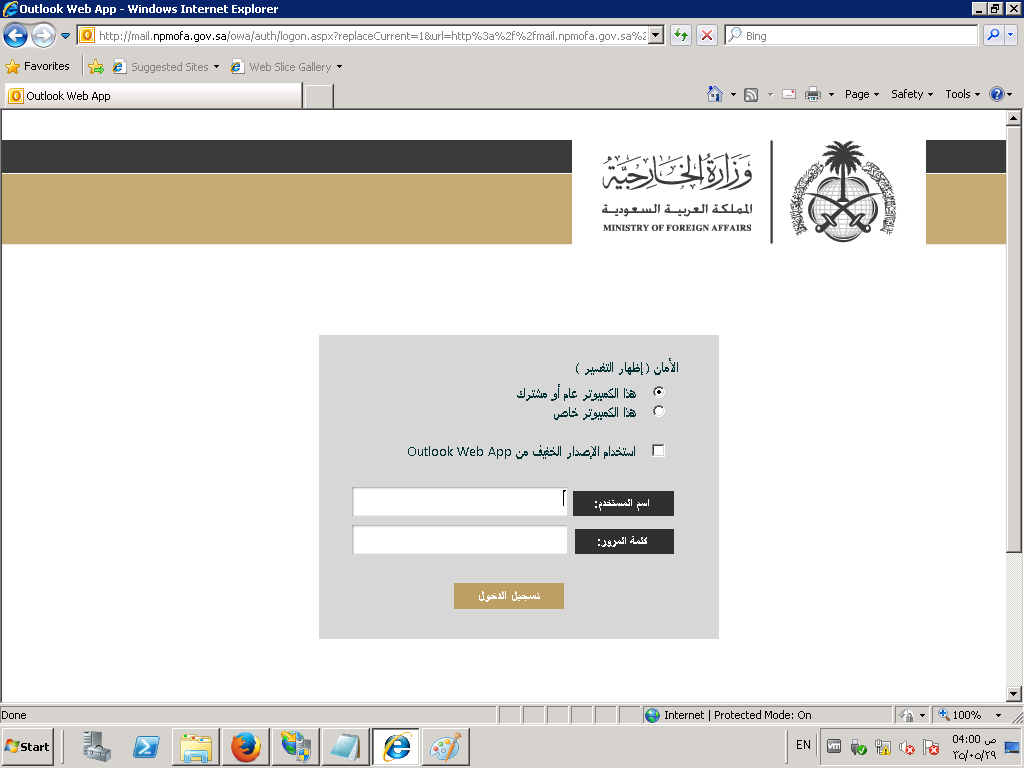 Outlook Web App - Windows Internet Explorer
http://mail.npmofa.gov.sa/owa/auth/logon.aspx?replaceCurrent=1&url=http%3a%2f%2fmail.npmofa.gov.sa%2
Bing
Favorites
Suggested Sites
Web Slice Gallery
Outlook Web App
Page
Safety
Tools
وزارة الخارجية
المملكة العربية السعودية
MINISTRY OF FOREIGN AFFAIRS
الأمان ( إظهار التفسير )
هذا الكمبيوتر عام أو مشترك
هذا الكمبيوتر خاص
استخدام الإصدار الخفيف من Outlook Web App
اسم المستخدم:
كلمة المرور:
تسجيل الدخول
Done
Internet | Protected Mode: On
100%
Start
EN
04:00 ص
٣٥/٠٥/٢٩